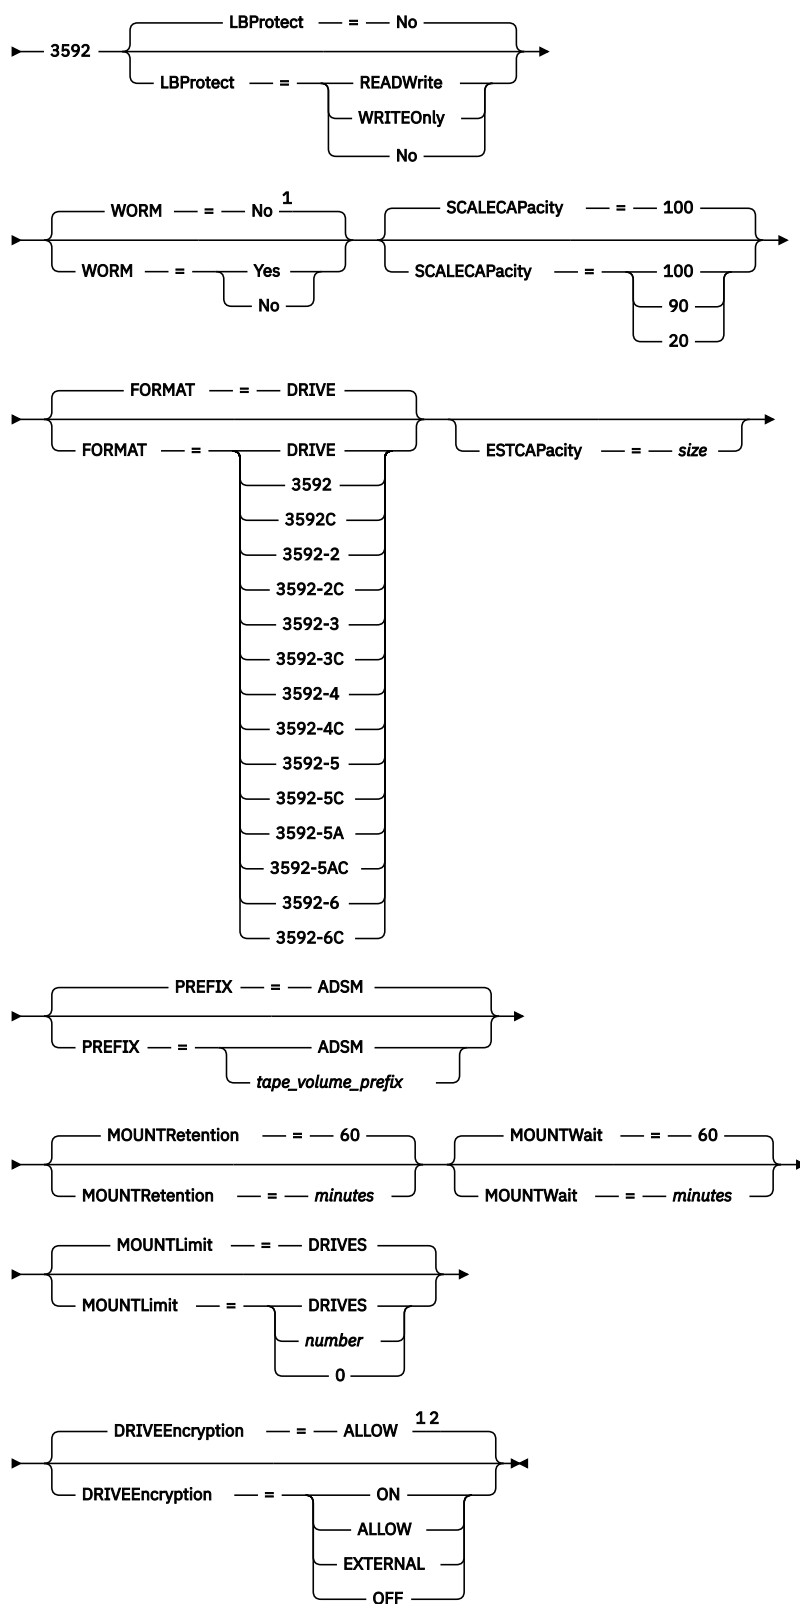 LBProtect = No
3592
LBProtect = READWrite
WRITEOnly
No
WORM = No 1 SCALECAPacity = 100
WORM = Yes SCALECAPacity = 100
No 90
20
FORMAT = DRIVE
FORMAT = DRIVE ESTCAPacity = size
3592
3592C
3592-2
3592-2C
3592-3
3592-3C
3592-4
3592-4C
3592-5
3592-5C
3592-5A
3592-5AC
3592-6
3592-6C
PREFIX = ADSM
PREFIX = ADSM
tape_volume_prefix
MOUNTRetention = 60 MOUNTWait = 60
MOUNTRetention = minutes MOUNTWait = minutes
MOUNTLimit = DRIVES
MOUNTLimit = DRIVES
number
0
DRIVEEncryption = ALLOW 1 2
DRIVEEncryption = ON
ALLOW
EXTERNAL
OFF